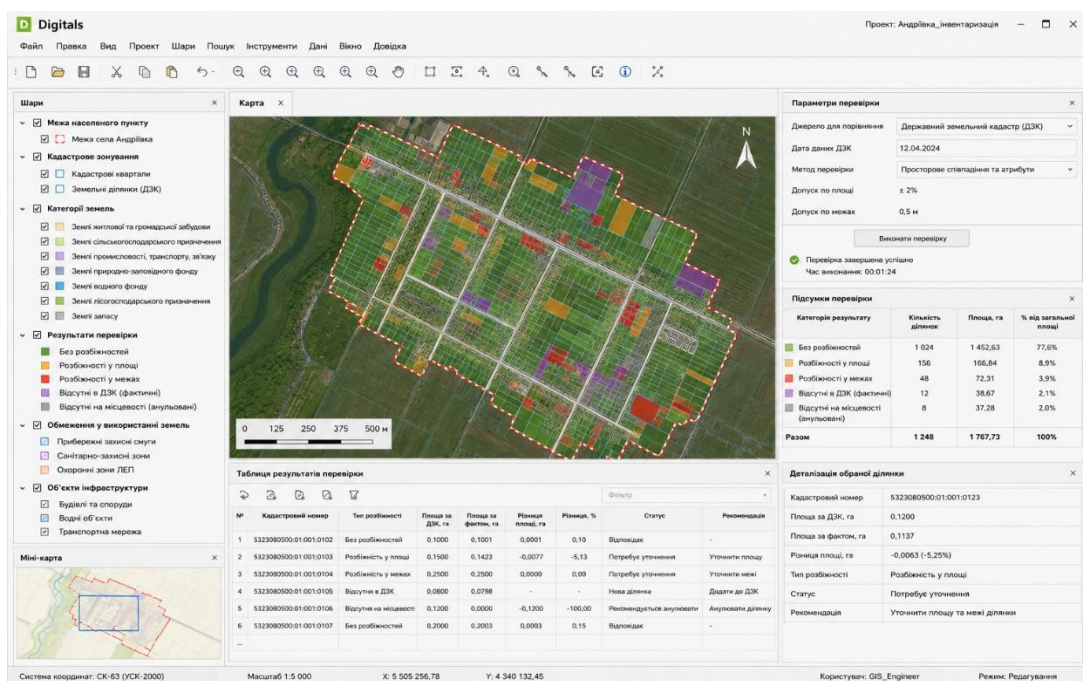 D Digitals
Проект: Андріївка_інвентаризація
Файл Правка Вид Проект Шари Пошук Інструменти Дані Вікно Довідка
Шари
Межа населеного пункту
Межа села Андріївка
Кадастрове зонування
Кадастрові квартали
Земельні ділянки (ДЗК)
Категорії земель
Землі житлової та громадської забудови
Землі сільськогосподарського призначення
Землі промисловості, транспорту, зв'язку
Землі природно-заповідного фонду
Землі водного фонду
Землі лісогосподарського призначення
Землі запасу
Результати перевірки
Без розбіжностей
Розбіжності у площі
Розбіжності у межах
Відсутні в ДЗК (фактичні)
Відсутні на місцевості (анульовані)
Обмеження у використанні земель
Прибережні захисні смуги
Санітарно-захисні зони
Охоронні зони ЛЕП
Об'єкти інфраструктури
Будівлі та споруди
Водні об'єкти
Транспортна мережа
Міні-карта
Карта
N
0 125 250 375 500 м
Таблиця результатів перевірки
Фільтр
№ Кадастровий номер Тип розбіжності Площа за ДЗК, га Площа за фактом, га Різниця площі, га Різниця, % Статус Рекомендація
1 5323080500:01:001:0102 Без розбіжностей 0,1000 0,1001 0,0001 0,10 Відповідає -
2 5323080500:01:001:0103 Розбіжність у площі 0,1500 0,1423 -0,0077 -5,13 Потребує уточнення Уточнити площу
3 5323080500:01:001:0104 Розбіжність у межах 0,2500 0,2500 0,0000 0,00 Потребує уточнення Уточнити межі
4 5323080500:01:001:0105 Відсутня в ДЗК 0,0800 0,0798 - - Нова ділянка Додати до ДЗК
5 5323080500:01:001:0106 Відсутня на місцевості 0,1200 0,0000 -0,1200 -100,00 Рекомендується анулювати Анулювати ділянку
6 5323080500:01:001:0107 Без розбіжностей 0,2000 0,2003 0,0003 0,15 Відповідає -
...
Параметри перевірки
Джерело для порівняння Державний земельний кадастр (ДЗК)
Дата даних ДЗК 12.04.2024
Метод перевірки Просторове співпадіння та атрибути
Допуск по площі ± 2%
Допуск по межах 0,5 м
Виконати перевірку
Перевірка завершена успішно
Час виконання: 00:01:24
Підсумки перевірки
Категорія результату Кількість ділянок Площа, га % від загальної площі
Без розбіжностей 1 024 1 452,63 77,6%
Розбіжності у площі 156 166,84 8,9%
Розбіжності у межах 48 72,31 3,9%
Відсутні в ДЗК (фактичні) 12 38,67 2,1%
Відсутні на місцевості (анульовані) 8 37,28 2,0%
Разом 1 248 1 767,73 100%
Деталізація обраної ділянки
Кадастровий номер 5323080500:01:001:0123
Площа за ДЗК, га 0,1200
Площа за фактом, га 0,1137
Різниця площі, га -0,0063 (-5,25%)
Тип розбіжності Розбіжність у площі
Статус Потребує уточнення
Рекомендація Уточнити площу та межі ділянки
Система координат: СК-63 (УСК-2000) Масштаб 1:5 000 X: 5 505 256,78 Y: 4 340 132,45 Користувач: GIS_Engineer Режим: Редагування